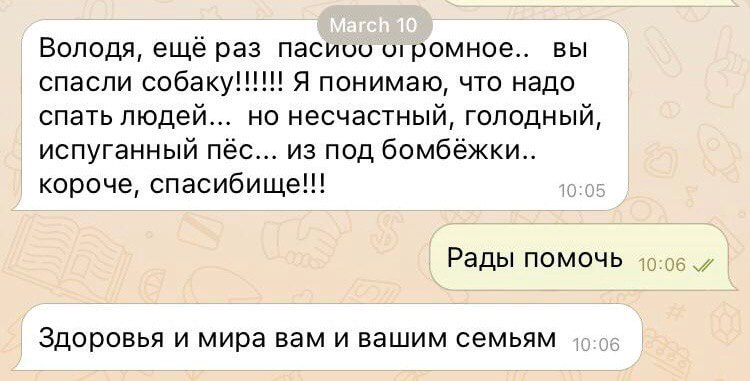 March 10
Володя, ещё раз пасибо огромное.. вы
спасли собаку!!!!!! Я понимаю, что надо
спать людей... но несчастный, голодный,
испуганный пёс... из под бомбёжки..
короче, спасибище!!!
10:05
Рады помочь 10:06
Здоровья и мира вам и вашим семьям 10:06